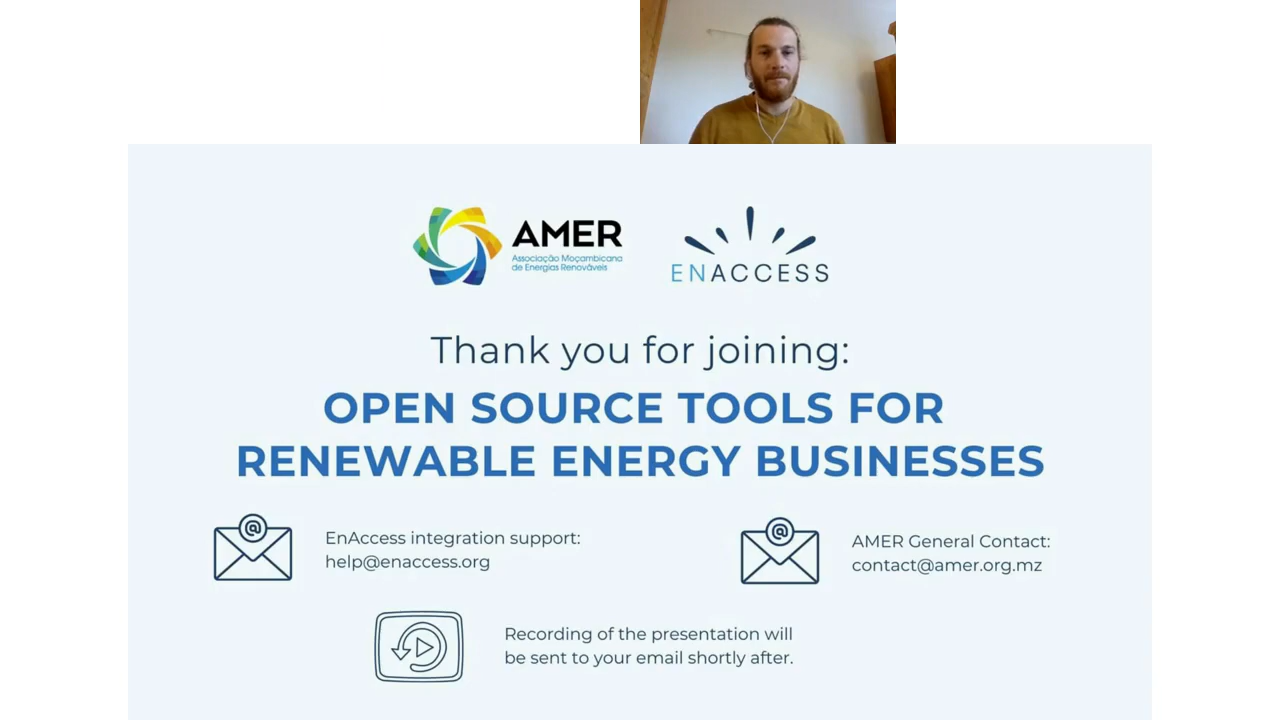 AMER
Associação Moçambicana
de Energias Renováveis
ENACCESS
Thank you for joining:
OPEN SOURCE TOOLS FOR
RENEWABLE ENERGY BUSINESSES
@
EnAccess integration support:
help@enaccess.org
@
AMER General Contact:
contact@amer.org.mz
Recording of the presentation will
be sent to your email shortly after.